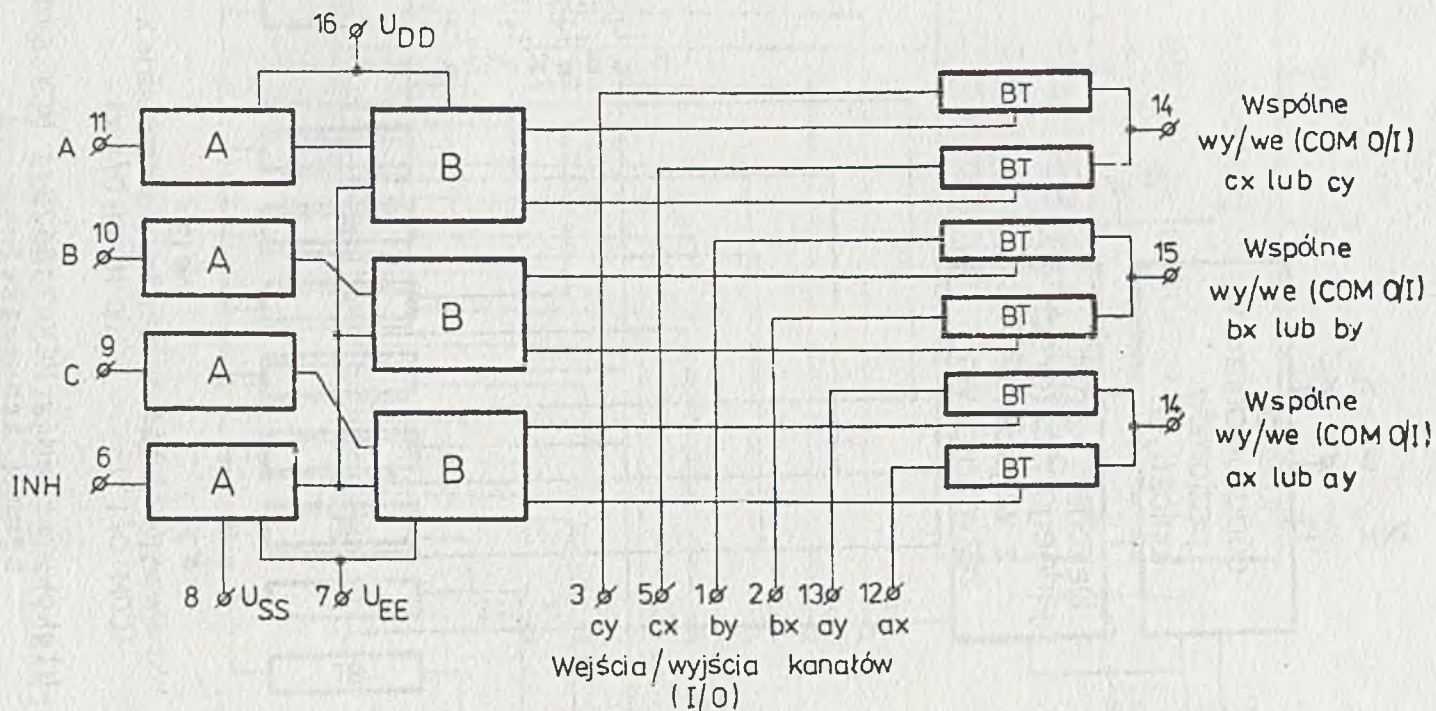 16 U_DD
11
A
A
B
BT
BT
14
Wspólne
wy/we (COM O/I)
cx lub cy
10
B
A
B
BT
BT
15
Wspólne
wy/we (COM O/I)
bx lub by
9
C
A
B
BT
BT
14
Wspólne
wy/we (COM O/I)
ax lub ay
6
INH
A
8 U_SS 7 U_EE
3 5 1 2 13 12
cy cx by bx ay ax
Wejścia/wyjścia kanałów
(I/O)